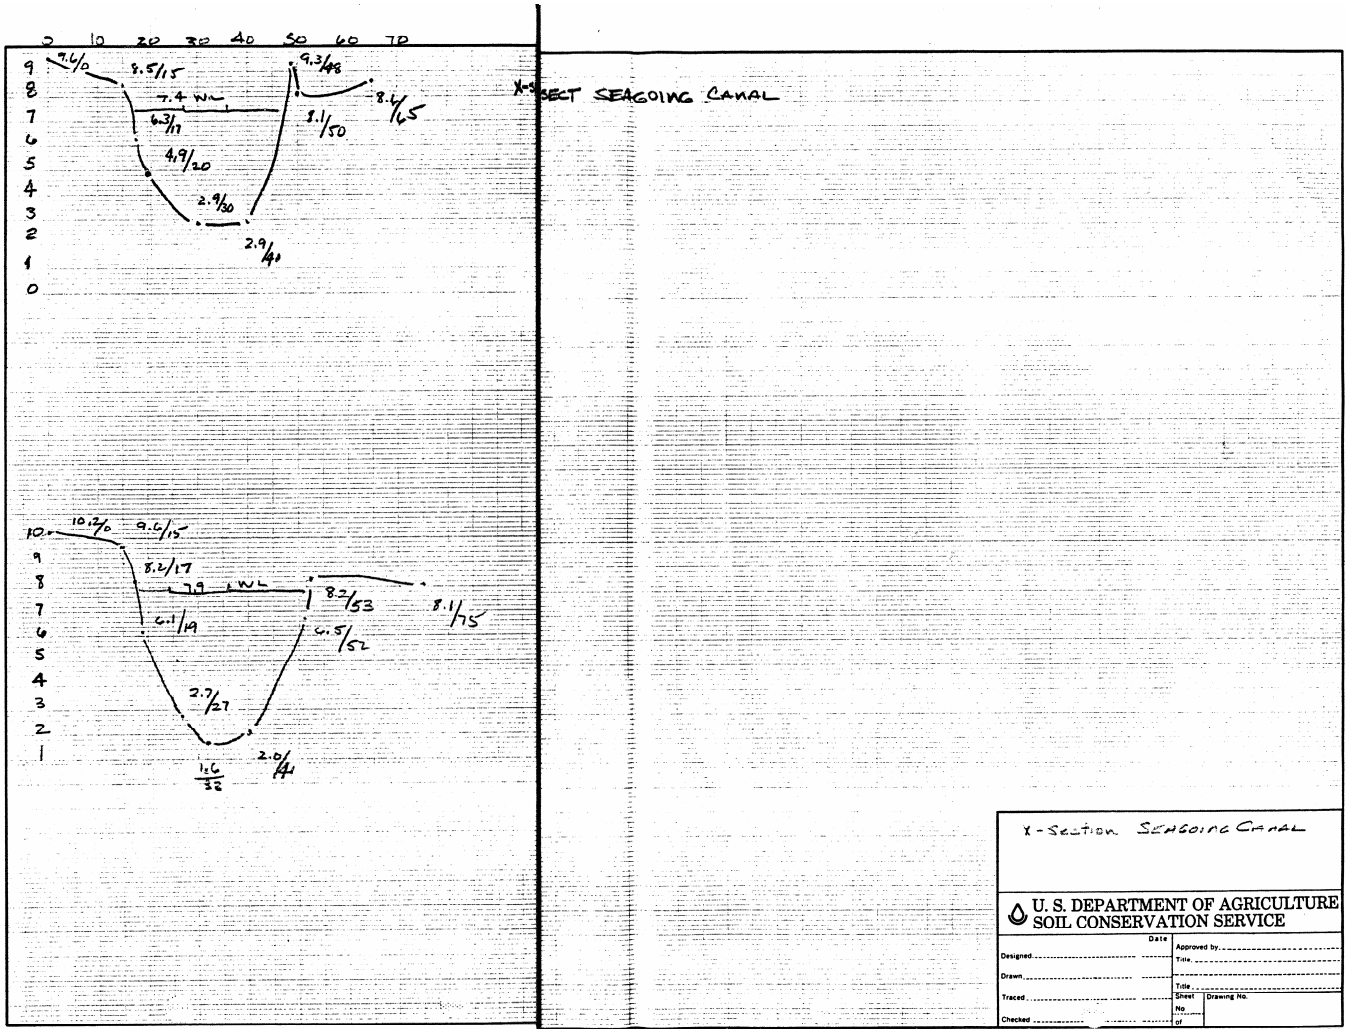 0 10 20 30 40 50 60 70
9.6/0
8.5/15
9.3/48
9
8
7
6
5
4
3
2
1
0
7.4 WL
6.3/17
4.9/20
2.9/30
2.9/40
8.1/50
8.6/65
X-SECT SEAGOING CANAL
10
9
8
7
6
5
4
3
2
1
10.2/0
9.6/15
8.2/17
7.9 WL
6.1/19
2.7/27
1.6/32
2.0/41
8.2/53
6.5/52
8.1/75
X-Section SEAGOING CANAL
U. S. DEPARTMENT OF AGRICULTURE
SOIL CONSERVATION SERVICE
Date
Designed
Drawn
Traced
Checked
Approved by
Title
Title
Sheet
No
of
Drawing No.